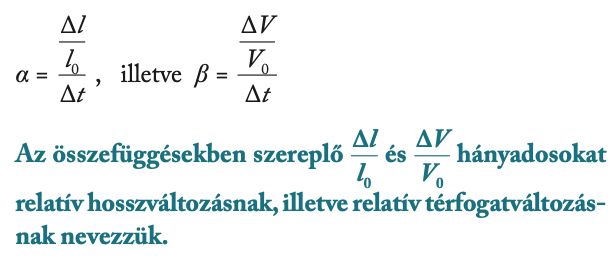 α = Δl/l₀/Δt , illetve β = ΔV/V₀/Δt
Az összefüggésekben szereplő Δl/l₀ és ΔV/V₀ hányadosokat
relatív hosszváltozásnak, illetve relatív térfogatváltozás-
nak nevezzük.